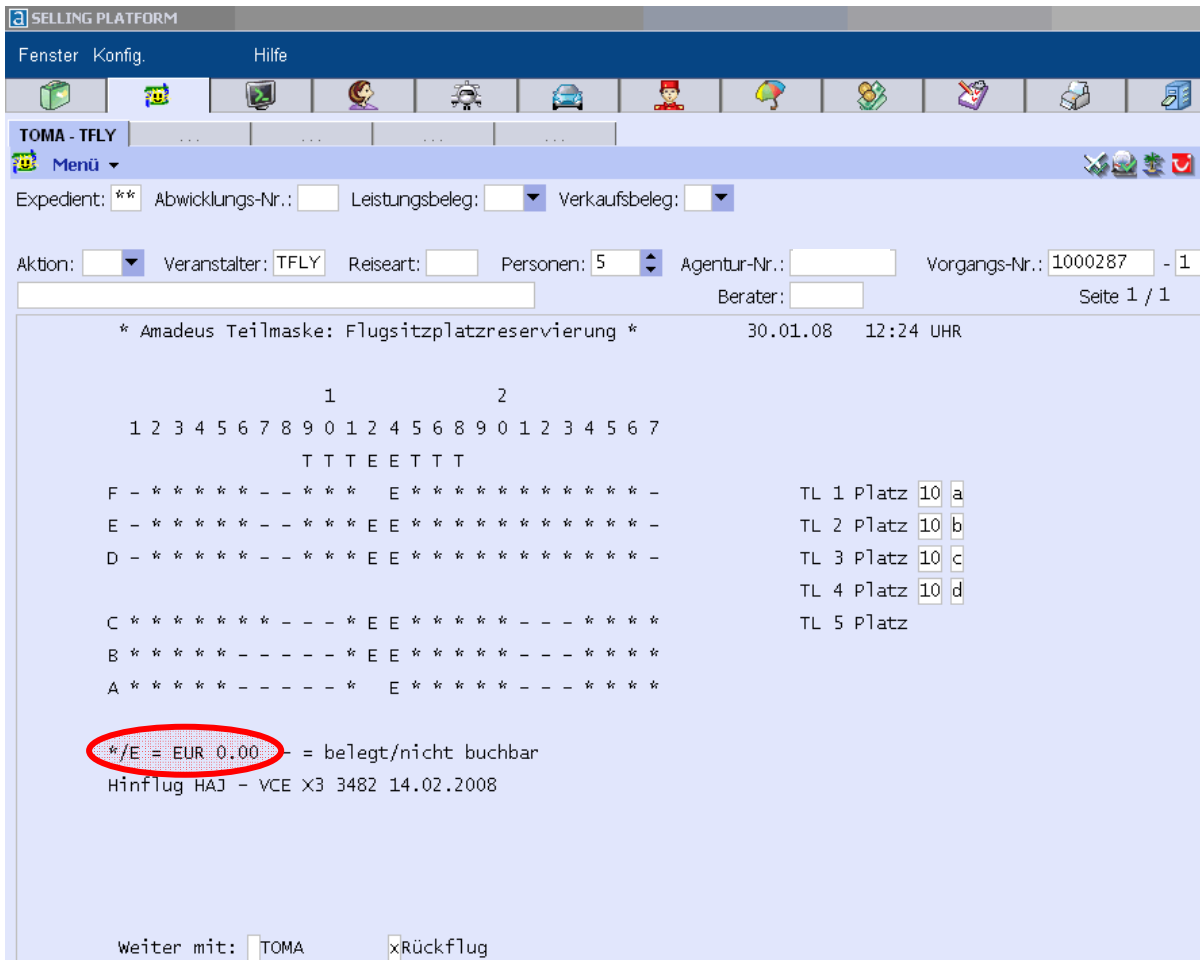 a SELLING PLATFORM
Fenster Konfig. Hilfe
TOMA - TFLY ... ... ... ...
Menü
Expedient: ** Abwicklungs-Nr.: Leistungsbeleg: Verkaufsbeleg:
Aktion: Veranstalter: TFLY Reiseart: Personen: 5 Agentur-Nr.: Vorgangs-Nr.: 1000287 - 1
Berater: Seite 1 / 1
* Amadeus Teilmaske: Flugsitzplatzreservierung * 30.01.08 12:24 UHR
1 2
1 2 3 4 5 6 7 8 9 0 1 2 4 5 6 8 9 0 1 2 3 4 5 6 7
T T T E E T T T
F - * * * * * - - * * * E * * * * * * * * * * * - TL 1 Platz 10 a
E - * * * * * - - * * * E E * * * * * * * * * * * - TL 2 Platz 10 b
D - * * * * * - - * * * E E * * * * * * * * * * * - TL 3 Platz 10 c
TL 4 Platz 10 d
C * * * * * * * - - - * E E * * * * * - - - * * * * TL 5 Platz
B * * * * * - - - - - * E E * * * * * - - - * * * *
A * * * * * - - - - - * E * * * * * - - - * * * *
*/E = EUR 0.00 - = belegt/nicht buchbar
Hinflug HAJ - VCE X3 3482 14.02.2008
Weiter mit: TOMA xRückflug